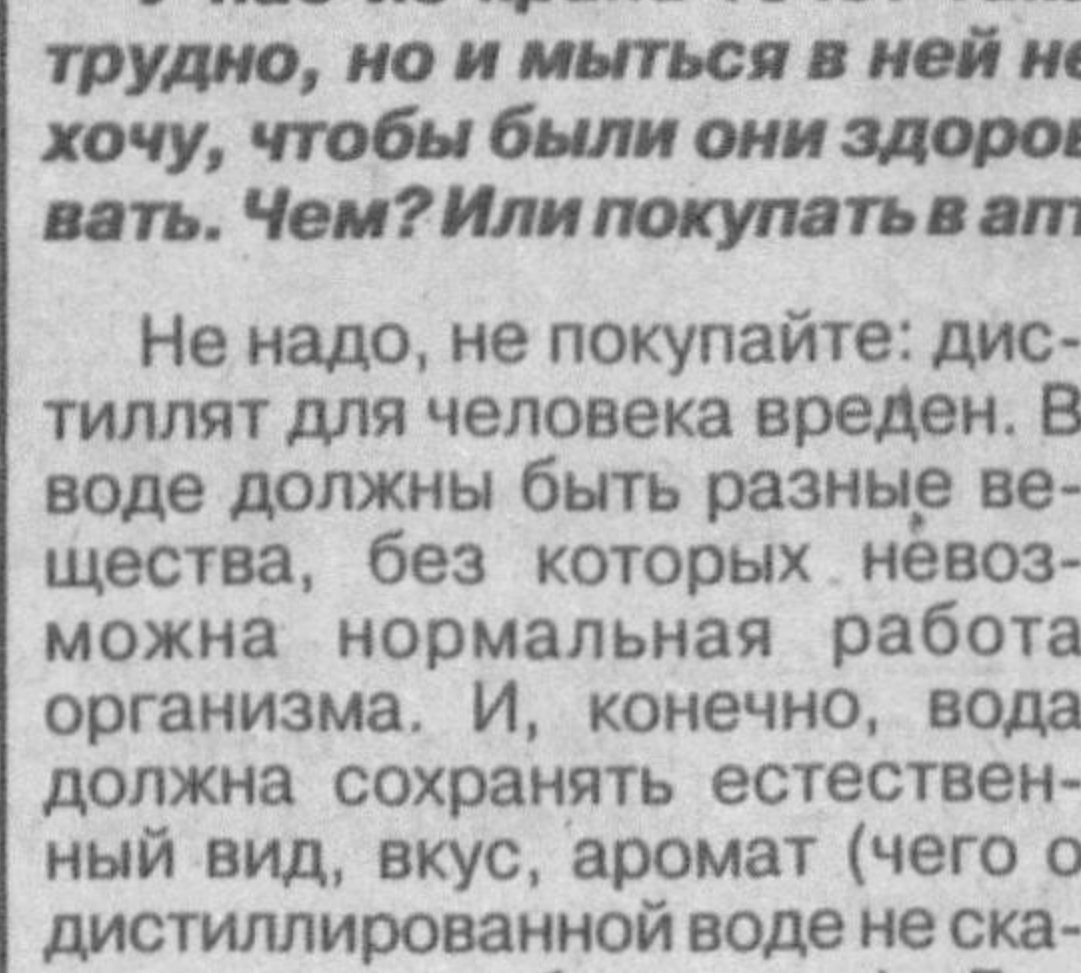 трудно, но и мыться в ней не
хочу, чтобы были они здоров
вать. Чем? Или покупать в апт
Не надо, не покупайте: дис-
тиллят для человека вреден. В
воде должны быть разные ве-
щества, без которых невоз-
можна нормальная работа
организма. И, конечно, вода
должна сохранять естествен-
ный вид, вкус, аромат (чего о
дистиллированной воде не ска-